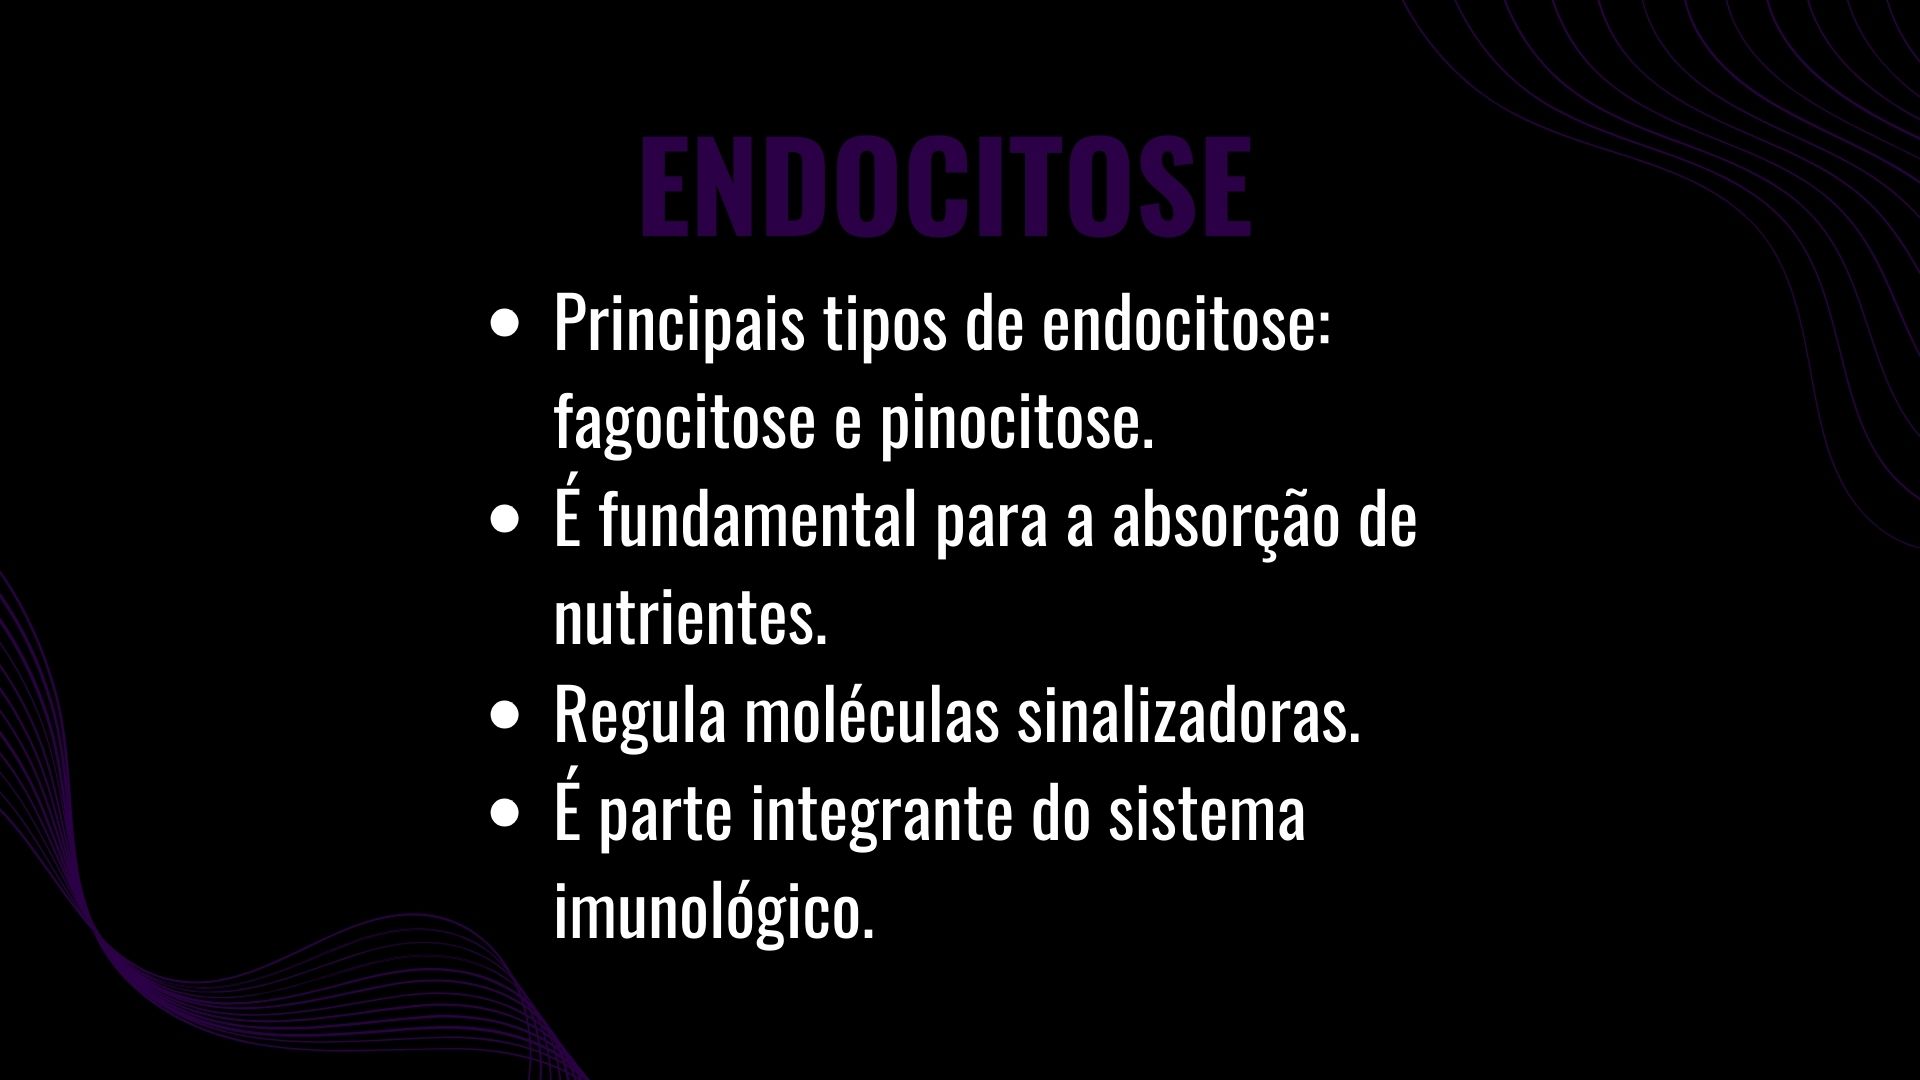 ENDOCITOSE
• Principais tipos de endocitose:
fagocitose e pinocitose.
• É fundamental para a absorção de
nutrientes.
• Regula moléculas sinalizadoras.
• É parte integrante do sistema
imunológico.